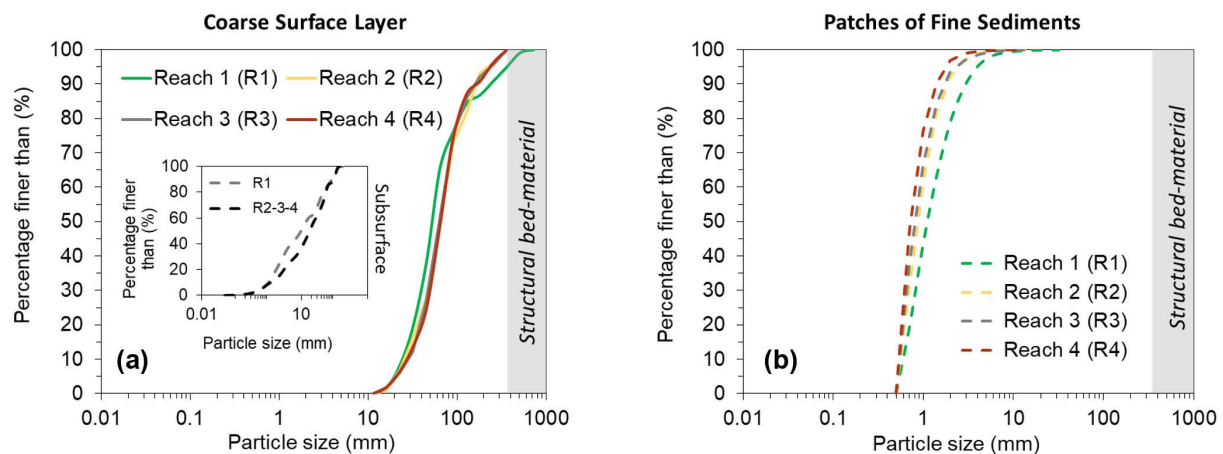 Coarse Surface Layer
Percentage finer than (%)
100
90
80
70
60
50
40
30
20
10
0
Reach 1 (R1)
Reach 2 (R2)
Reach 3 (R3)
Reach 4 (R4)
Percentage finer
than (%)
100
80
60
40
20
0
R1
R2-3-4
Subsurface
0.01
10
Particle size (mm)
Structural bed-material
(a)
0.01
0.1
1
10
100
1000
Particle size (mm)
Patches of Fine Sediments
Percentage finer than (%)
100
90
80
70
60
50
40
30
20
10
0
Reach 1 (R1)
Reach 2 (R2)
Reach 3 (R3)
Reach 4 (R4)
Structural bed-material
(b)
0.01
0.1
1
10
100
1000
Particle size (mm)